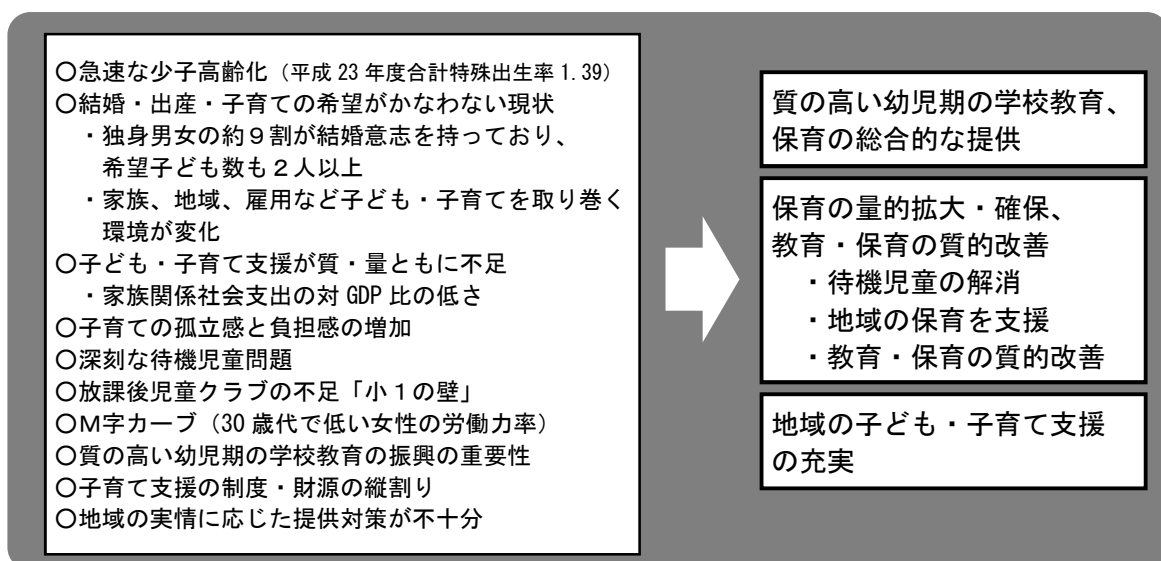 〇急速な少子高齢化（平成 23 年度合計特殊出生率 1.39）
〇結婚・出産・子育ての希望がかなわない現状
・独身男女の約９割が結婚意志を持っており、
希望子ども数も２人以上
・家族、地域、雇用など子ども・子育てを取り巻く
環境が変化
〇子ども・子育て支援が質・量ともに不足
・家族関係社会支出の対 GDP 比の低さ
〇子育ての孤立感と負担感の増加
〇深刻な待機児童問題
〇放課後児童クラブの不足「小１の壁」
〇Ｍ字カーブ（30 歳代で低い女性の労働力率）
〇質の高い幼児期の学校教育の振興の重要性
〇子育て支援の制度・財源の縦割り
〇地域の実情に応じた提供対策が不十分
質の高い幼児期の学校教育、
保育の総合的な提供
保育の量的拡大・確保、
教育・保育の質的改善
・待機児童の解消
・地域の保育を支援
・教育・保育の質的改善
地域の子ども・子育て支援
の充実